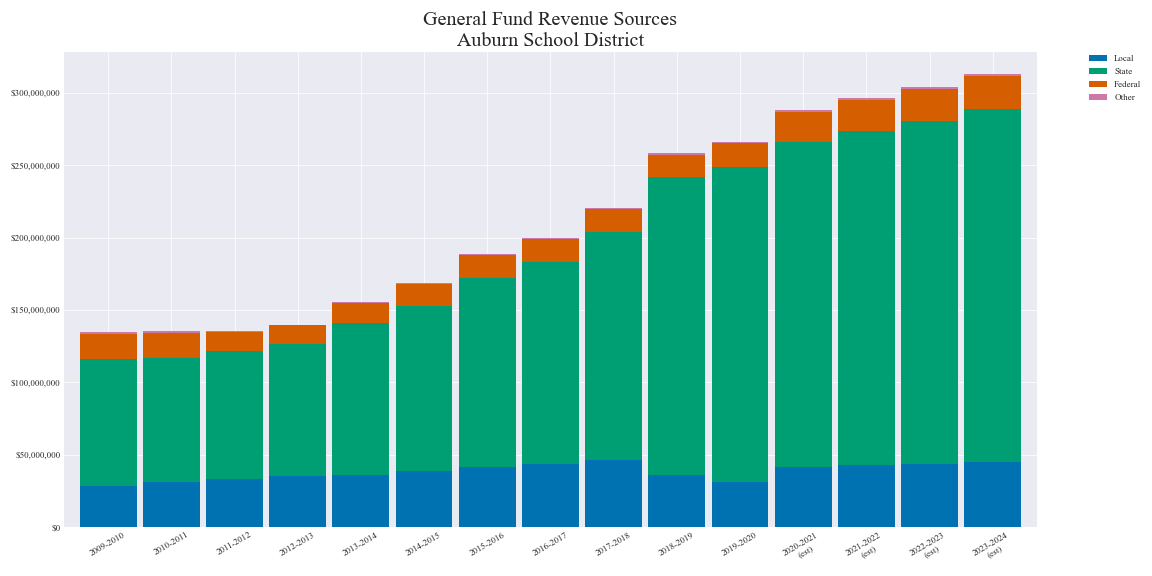 General Fund Revenue Sources
Auburn School District
Local
State
Federal
Other
$300,000,000
$250,000,000
$200,000,000
$150,000,000
$100,000,000
$50,000,000
$0
2009-2010
2010-2011
2011-2012
2012-2013
2013-2014
2014-2015
2015-2016
2016-2017
2017-2018
2018-2019
2019-2020
2020-2021
(est)
2021-2022
(est)
2022-2023
(est)
2023-2024
(est)